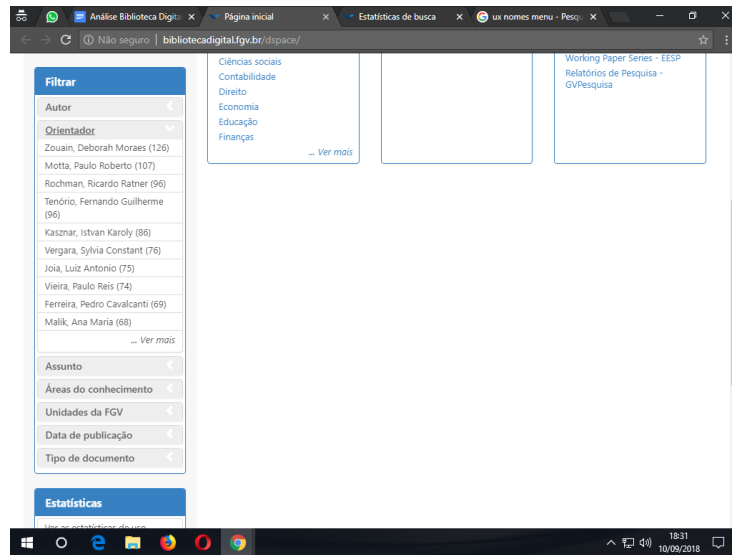 Análise Biblioteca Digita
Página inicial
Estatísticas de busca
ux nomes menu - Pesqu
Não seguro | bibliotecadigital.fgv.br/dspace/
Filtrar
Autor
Orientador
Zouain, Deborah Moraes (126)
Motta, Paulo Roberto (107)
Rochman, Ricardo Ratner (96)
Tenório, Fernando Guilherme
(96)
Kasznar, Istvan Karoly (86)
Vergara, Sylvia Constant (76)
Joia, Luiz Antonio (75)
Vieira, Paulo Reis (74)
Ferreira, Pedro Cavalcanti (69)
Malik, Ana Maria (68)
... Ver mais
Assunto
Áreas do conhecimento
Unidades da FGV
Data de publicação
Tipo de documento
Estatísticas
Ver as estatísticas de uso
Ciências sociais
Contabilidade
Direito
Economia
Educação
Finanças
... Ver mais
Working Paper Series - EESP
Relatórios de Pesquisa -
GVPesquisa
18:31
10/09/2018